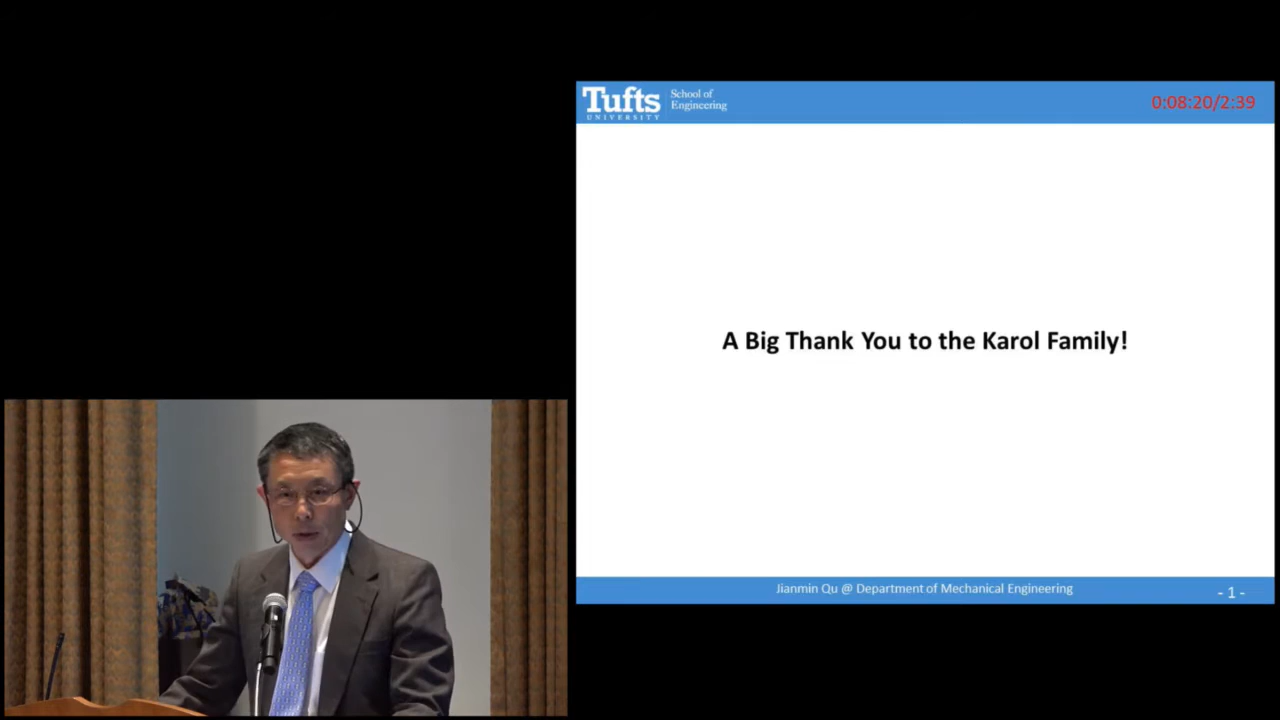 Tufts
UNIVERSITY
School of
Engineering
0:08:20/2:39
A Big Thank You to the Karol Family!
Jianmin Qu @ Department of Mechanical Engineering
- 1 -